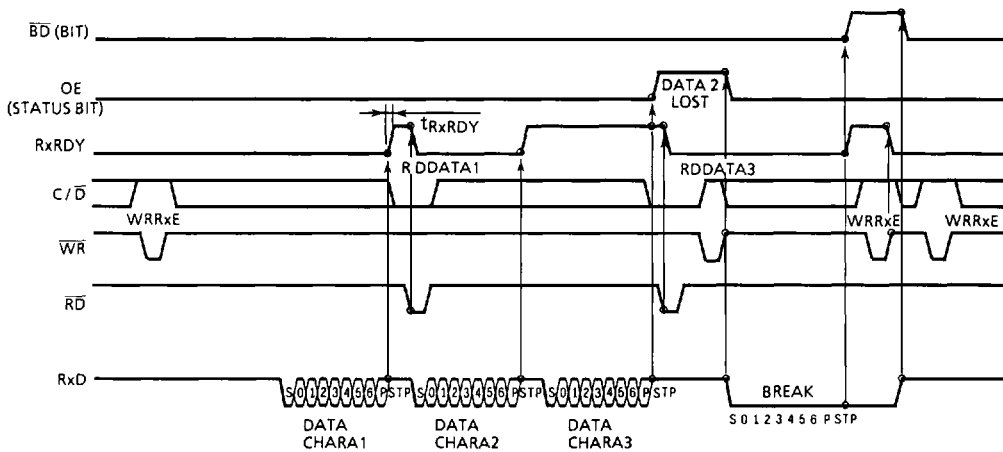 BD (BIT)
OE
(STATUS BIT)
DATA 2
LOST
tRxRDY
RxRDY
RDDATA1
RDDATA3
C/D
WRRxE
WRRxE
WRRxE
WR
RD
RxD
S 0 1 2 3 4 5 6 P STP
S 0 1 2 3 4 5 6 P STP
S 0 1 2 3 4 5 6 P STP
BREAK
S 0 1 2 3 4 5 6 P STP
DATA
CHARA1
DATA
CHARA2
DATA
CHARA3